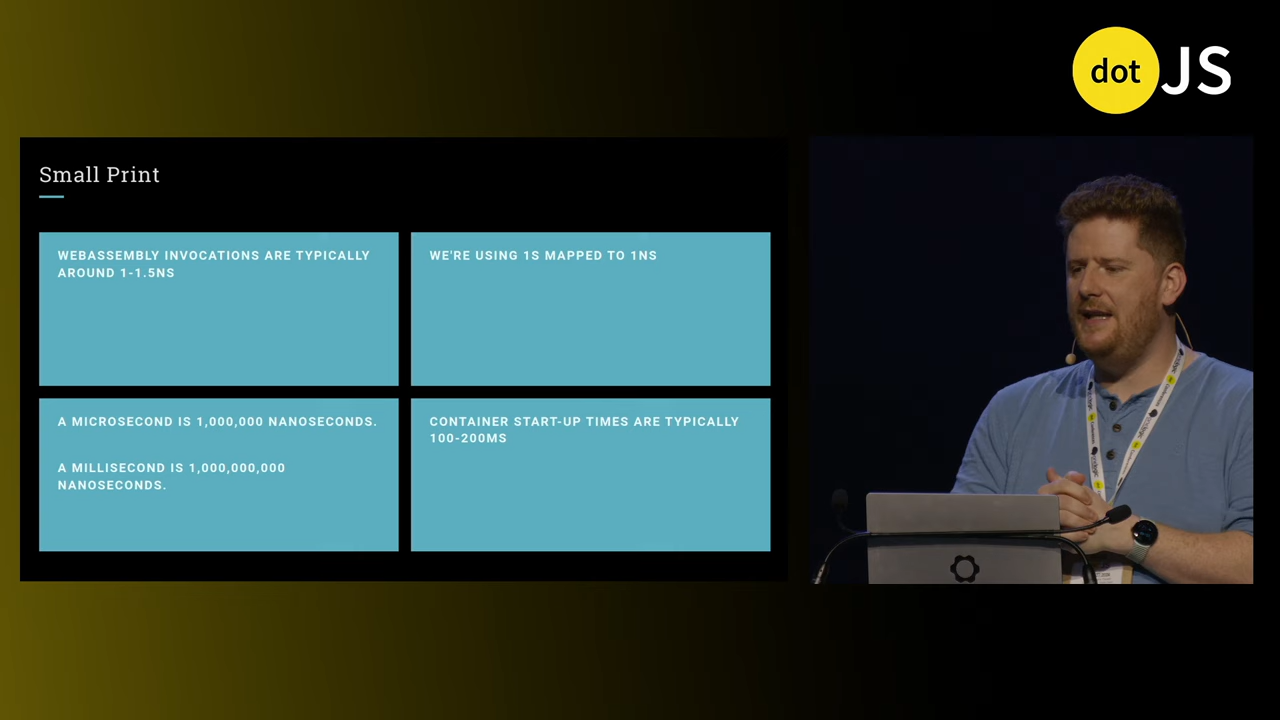 dot JS
Small Print
WEBASSEMBLY INVOCATIONS ARE TYPICALLY
AROUND 1-1.5NS
WE'RE USING 1S MAPPED TO 1NS
A MICROSECOND IS 1,000,000 NANOSECONDS.
A MILLISECOND IS 1,000,000,000
NANOSECONDS.
CONTAINER START-UP TIMES ARE TYPICALLY
100-200MS